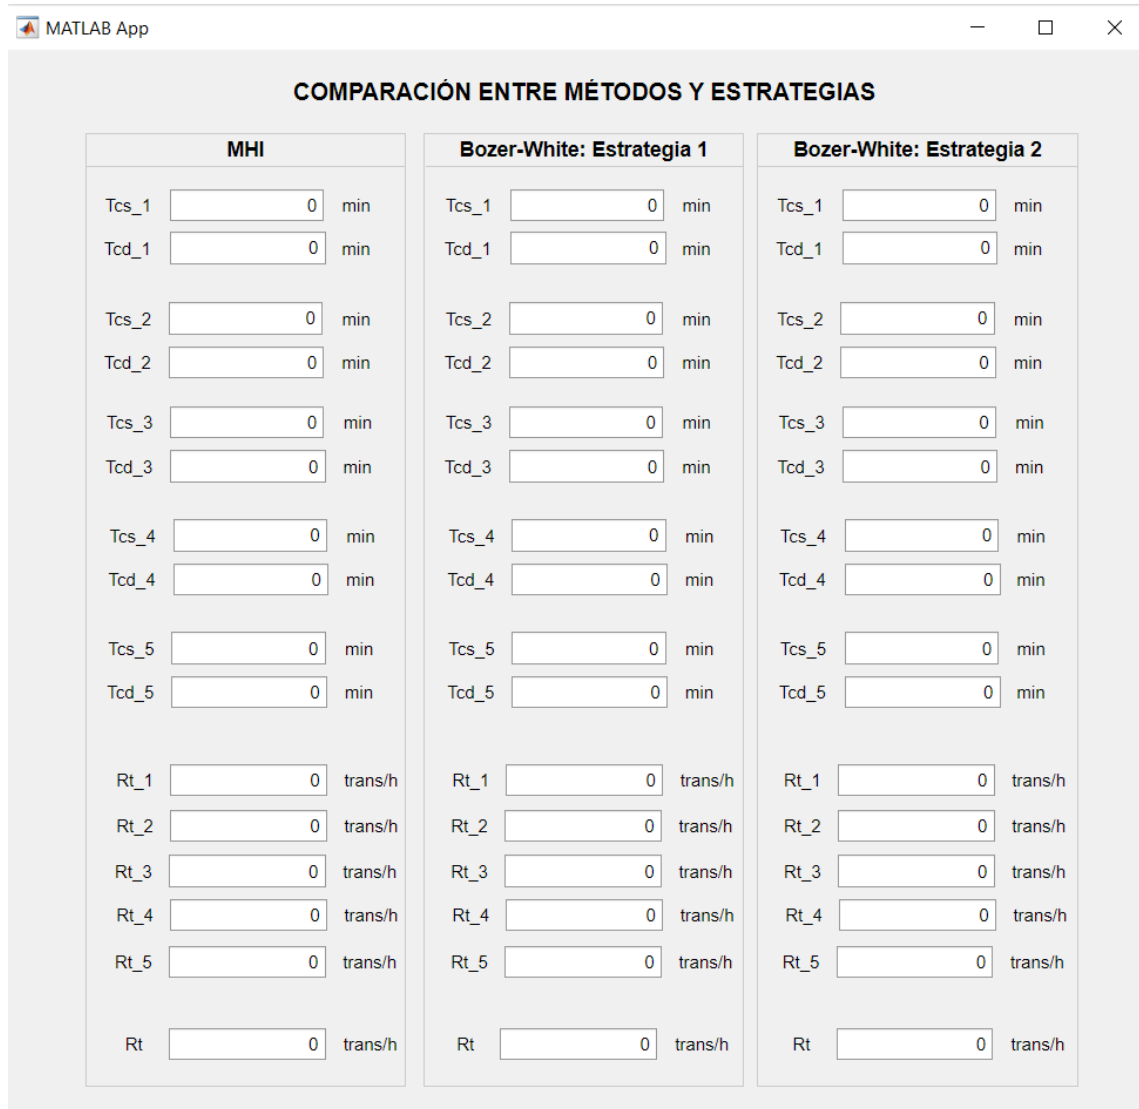 MATLAB App
COMPARACIÓN ENTRE MÉTODOS Y ESTRATEGIAS
MHI
Tcs_1 0 min
Tcd_1 0 min
Tcs_2 0 min
Tcd_2 0 min
Tcs_3 0 min
Tcd_3 0 min
Tcs_4 0 min
Tcd_4 0 min
Tcs_5 0 min
Tcd_5 0 min
Rt_1 0 trans/h
Rt_2 0 trans/h
Rt_3 0 trans/h
Rt_4 0 trans/h
Rt_5 0 trans/h
Rt 0 trans/h
Bozer-White: Estrategia 1
Tcs_1 0 min
Tcd_1 0 min
Tcs_2 0 min
Tcd_2 0 min
Tcs_3 0 min
Tcd_3 0 min
Tcs_4 0 min
Tcd_4 0 min
Tcs_5 0 min
Tcd_5 0 min
Rt_1 0 trans/h
Rt_2 0 trans/h
Rt_3 0 trans/h
Rt_4 0 trans/h
Rt_5 0 trans/h
Rt 0 trans/h
Bozer-White: Estrategia 2
Tcs_1 0 min
Tcd_1 0 min
Tcs_2 0 min
Tcd_2 0 min
Tcs_3 0 min
Tcd_3 0 min
Tcs_4 0 min
Tcd_4 0 min
Tcs_5 0 min
Tcd_5 0 min
Rt_1 0 trans/h
Rt_2 0 trans/h
Rt_3 0 trans/h
Rt_4 0 trans/h
Rt_5 0 trans/h
Rt 0 trans/h